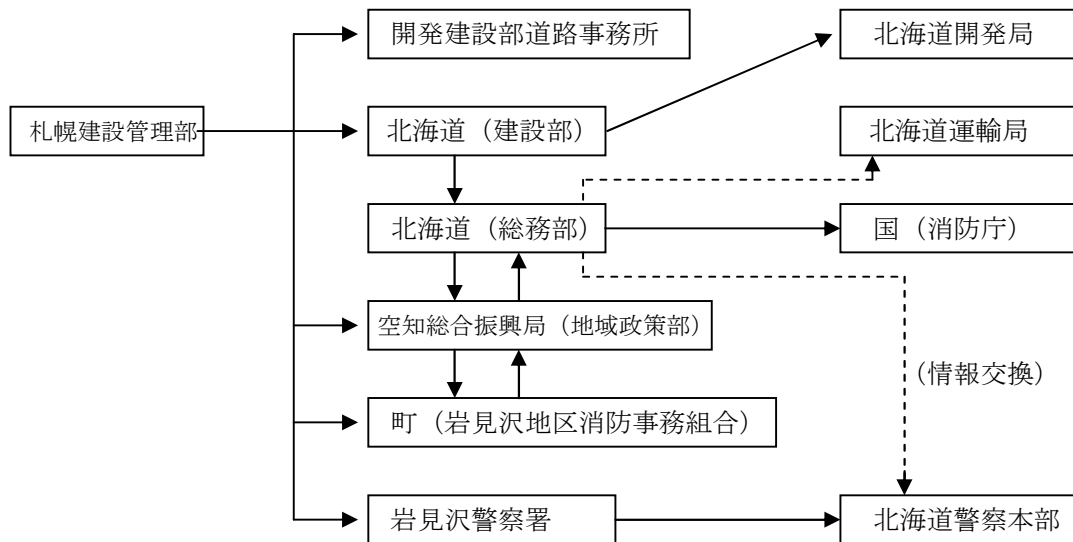 開発建設部道路事務所
北海道開発局
札幌建設管理部
北海道（建設部）
北海道運輸局
北海道（総務部）
国（消防庁）
空知総合振興局（地域政策部）
（情報交換）
町（岩見沢地区消防事務組合）
岩見沢警察署
北海道警察本部